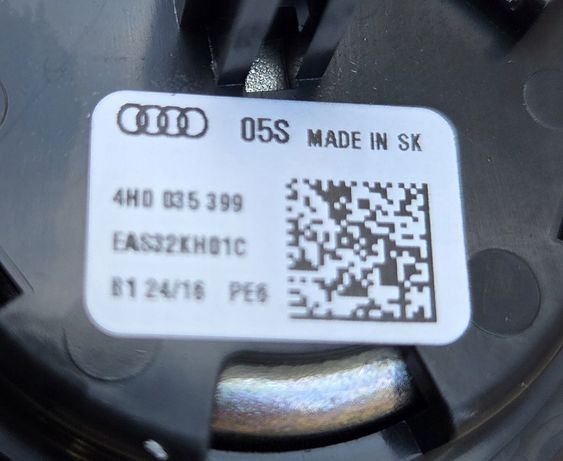 05S MADE IN SK
4H0 035 399
EAS32KH01C
B1 24/16 PE6